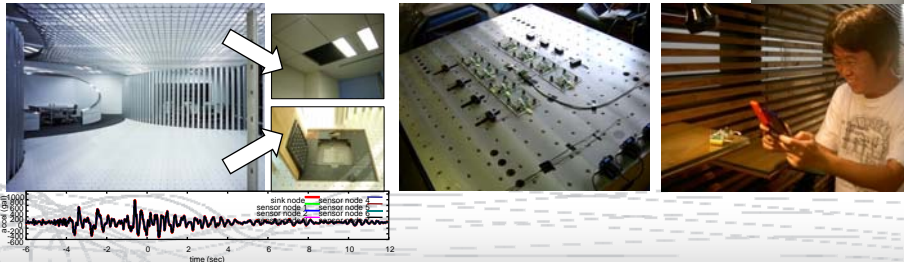 accel (gal)
1000
800
600
400
200
0
-200
-400
-600
sink node
sensor node 1
sensor node 2
sensor node 4
sensor node 5
sensor node 6
-6 -4 -2 0 2 4 6 8 10 12
time (sec)